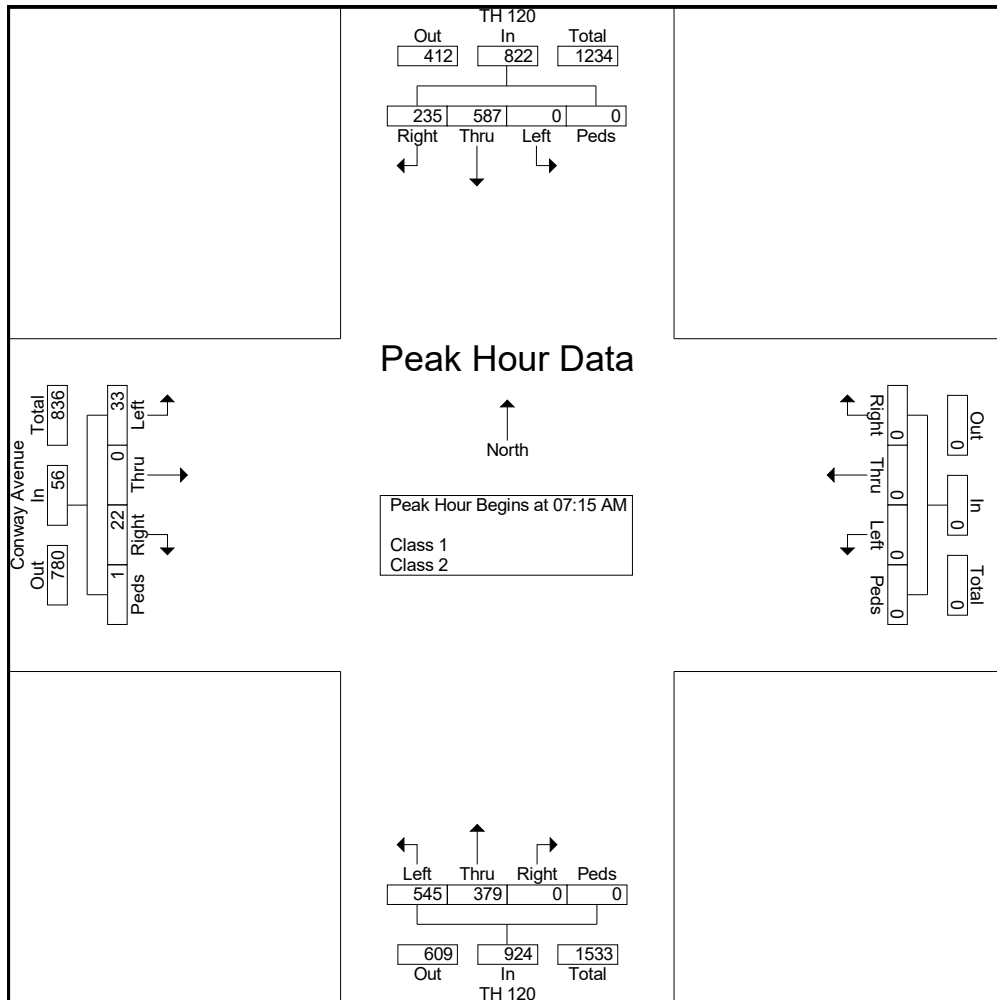 TH 120
Out In Total
412 822 1234
235 587 0 0
Right Thru Left Peds
Peak Hour Data
North
Peak Hour Begins at 07:15 AM
Class 1
Class 2
Conway Avenue
Out In Total
780 56 836
1 22 0 33
Peds Right Thru Left
Out In Total
0 0 0
0 0 0 0
Right Thru Left Peds
Left Thru Right Peds
545 379 0 0
609 924 1533
Out In Total
TH 120